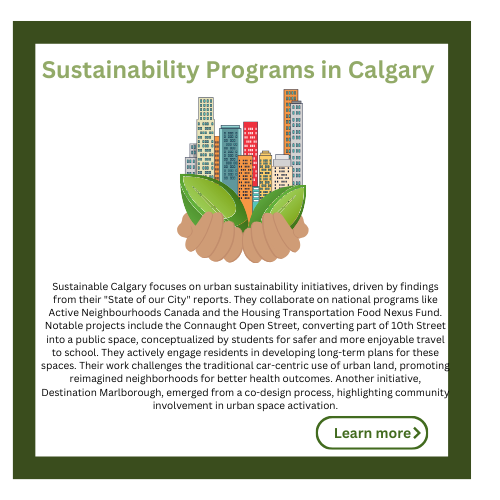 Sustainability Programs in Calgary
Sustainable Calgary focuses on urban sustainability initiatives, driven by findings
from their "State of our City" reports. They collaborate on national programs like
Active Neighbourhoods Canada and the Housing Transportation Food Nexus Fund.
Notable projects include the Connaught Open Street, converting part of 10th Street
into a public space, conceptualized by students for safer and more enjoyable travel
to school. They actively engage residents in developing long-term plans for these
spaces. Their work challenges the traditional car-centric use of urban land, promoting
reimagined neighborhoods for better health outcomes. Another initiative,
Destination Marlborough, emerged from a co-design process, highlighting community
involvement in urban space activation.
Learn more